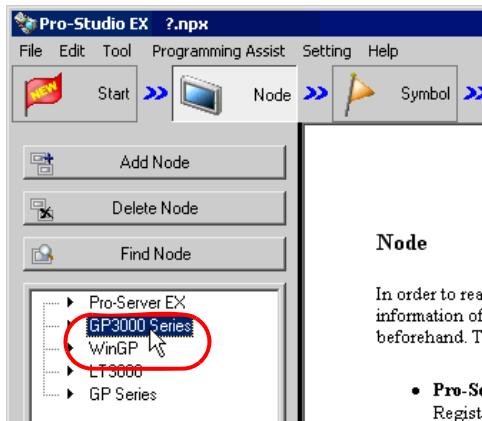 Pro-Studio EX ?.npx
File Edit Tool Programming Assist Setting Help
NEW Start Node Symbol
Add Node
Delete Node
Find Node
Pro-Server EX
GP3000 Series
WinGP
LT3000
GP Series
Node
In order to rea
information of
beforehand. T
Pro-Se
Regist